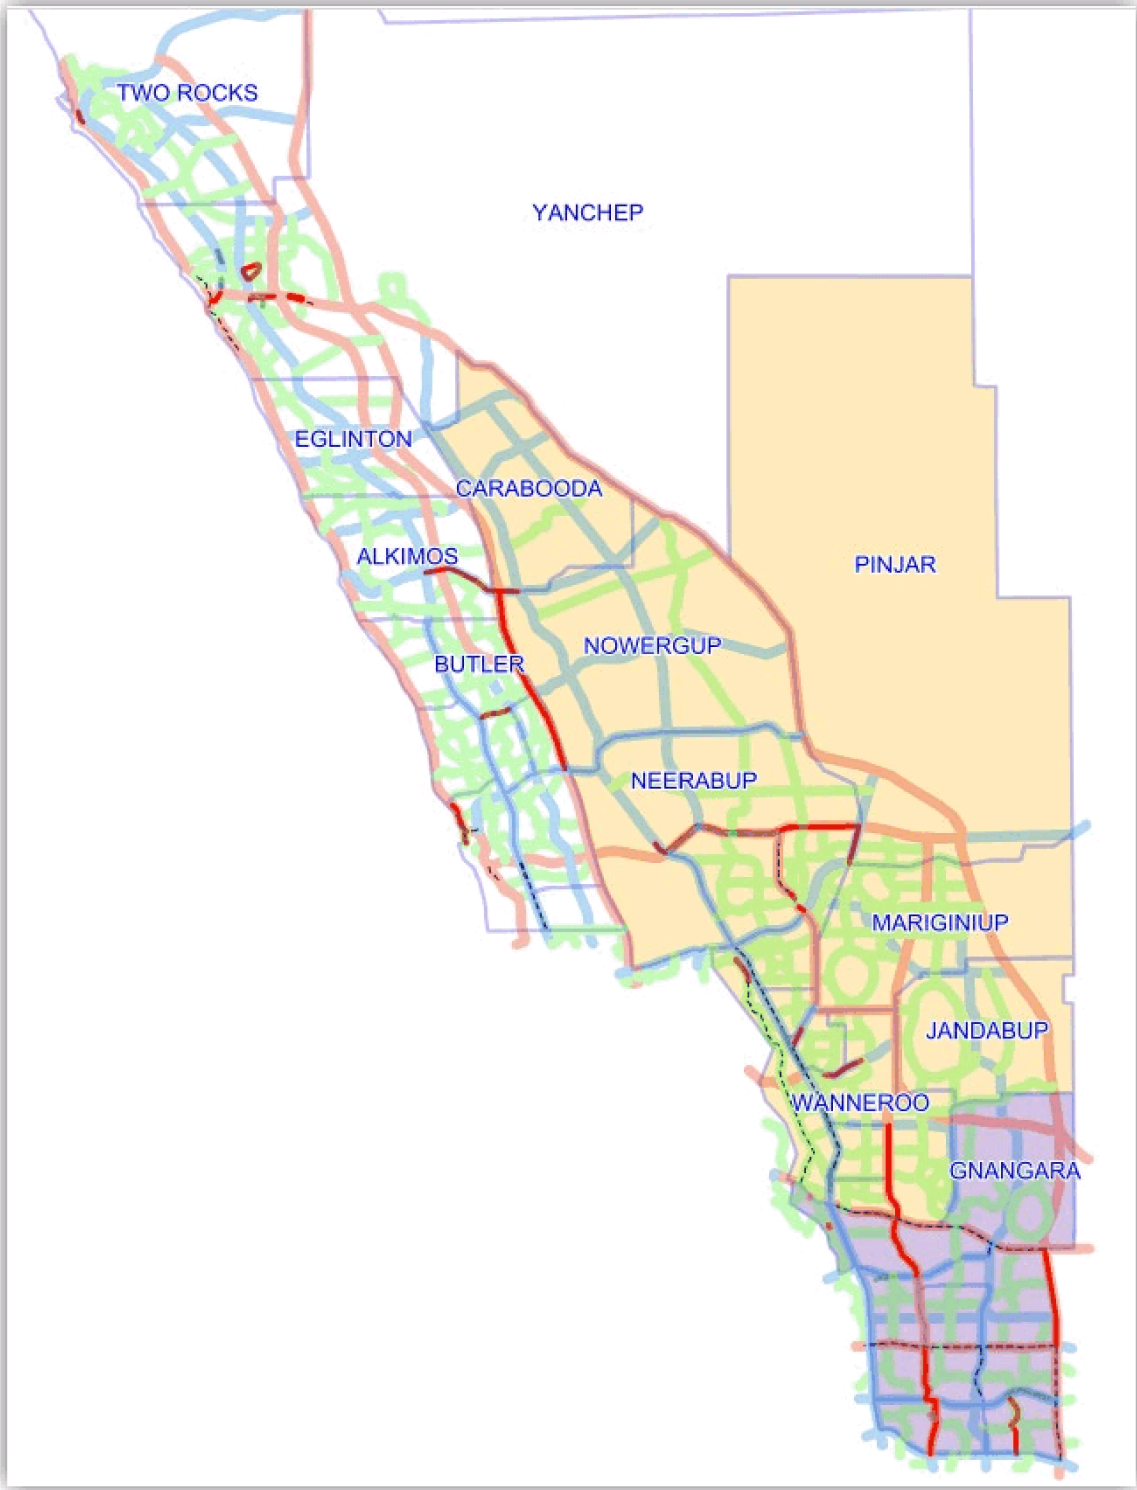 TWO ROCKS
YANCHEP
EGLINTON
CARABOODA
ALKIMOS
PINJAR
NOWERGUP
BUTLER
NEERABUP
MARIGINIUP
JANDABUP
WANNEROO
GNANGARA